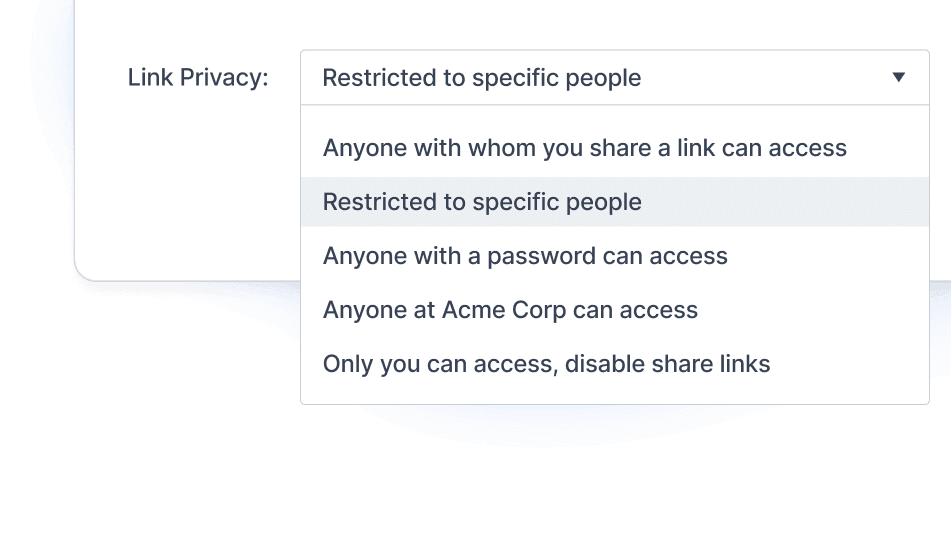 Link Privacy: Restricted to specific people
Anyone with whom you share a link can access
Restricted to specific people
Anyone with a password can access
Anyone at Acme Corp can access
Only you can access, disable share links